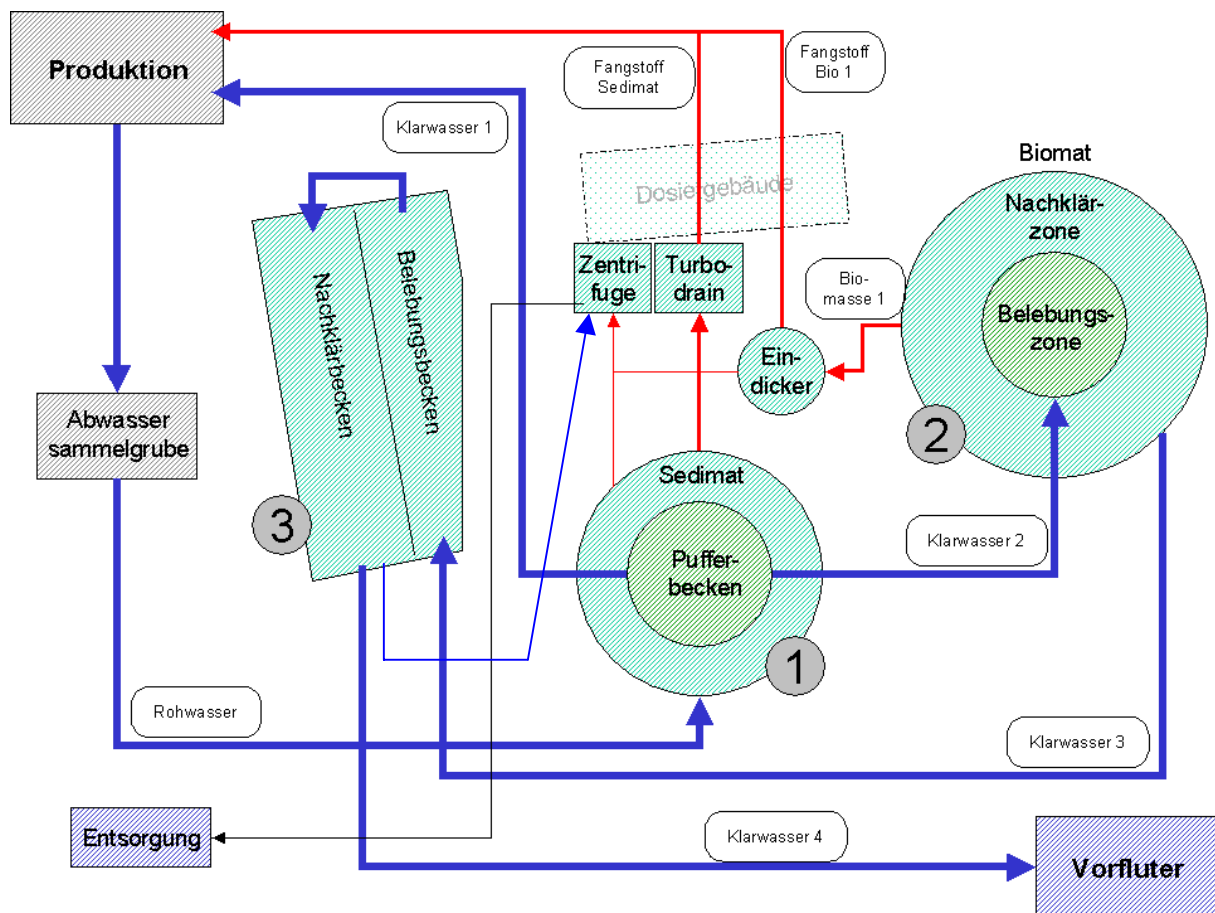 Produktion
Fangstoff
Sedimat
Fangstoff
Bio 1
Klarwasser 1
Dosiergebäude
Biomat
Nachklär-
zone
Belebungs-
zone
Zentri-
fuge
Turbo-
drain
Bio-
masse 1
Ein-
dicker
Nachklärbecken
Belebungsbecken
Abwasser
sammelgrube
2
Sedimat
3
Puffer-
becken
Klarwasser 2
1
Rohwasser
Klarwasser 3
Entsorgung
Klarwasser 4
Vorfluter